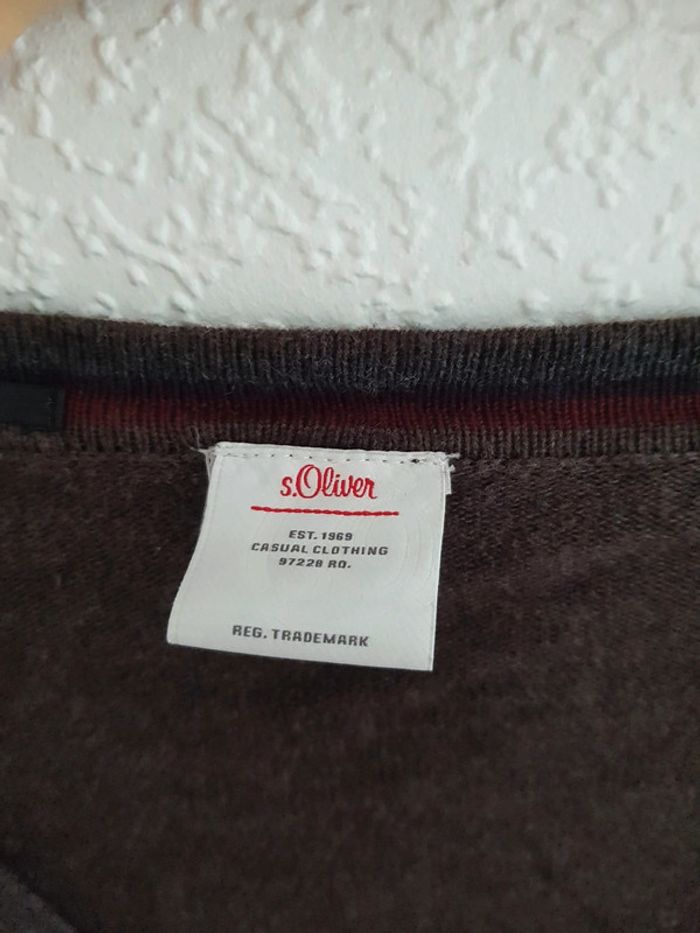 s.Oliver
EST. 1969
CASUAL CLOTHING
97228 RO.
REG. TRADEMARK